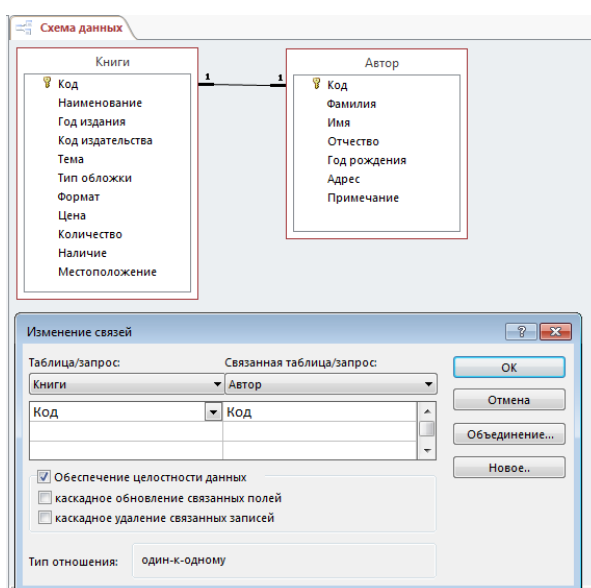 Схема данных
Книги
Код
Наименование
Год издания
Код издательства
Тема
Тип обложки
Формат
Цена
Количество
Наличие
Местоположение
1 1
Автор
Код
Фамилия
Имя
Отчество
Год рождения
Адрес
Примечание
Изменение связей
Таблица/запрос: Связанная таблица/запрос:
Книги Автор
Код Код
Обеспечение целостности данных
каскадное обновление связанных полей
каскадное удаление связанных записей
Тип отношения: один-к-одному
ОК
Отмена
Объединение...
Новое..